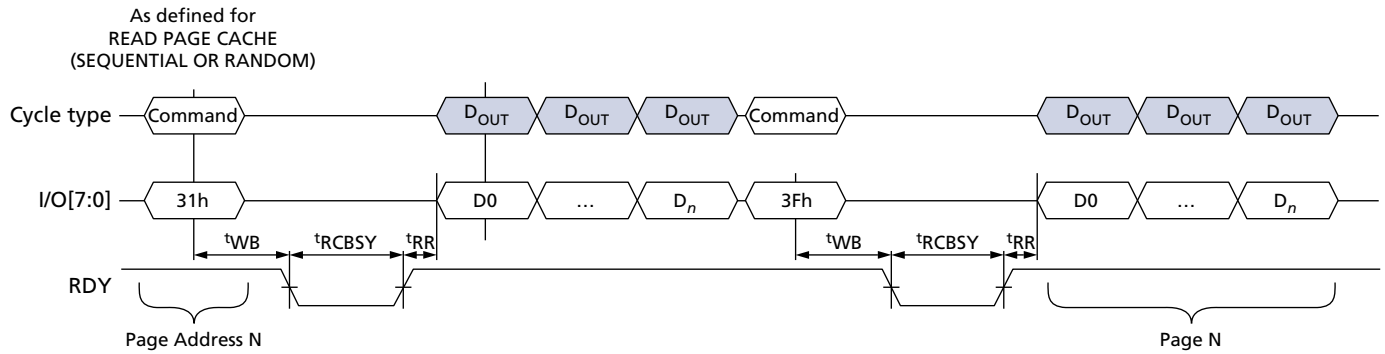 As defined for
READ PAGE CACHE
(SEQUENTIAL OR RANDOM)
Cycle type Command DOUT DOUT DOUT Command DOUT DOUT DOUT
I/O[7:0] 31h D0 ... Dn 3Fh D0 ... Dn
tWB tRCBSY tRR tWB tRCBSY tRR
RDY
Page Address N Page N